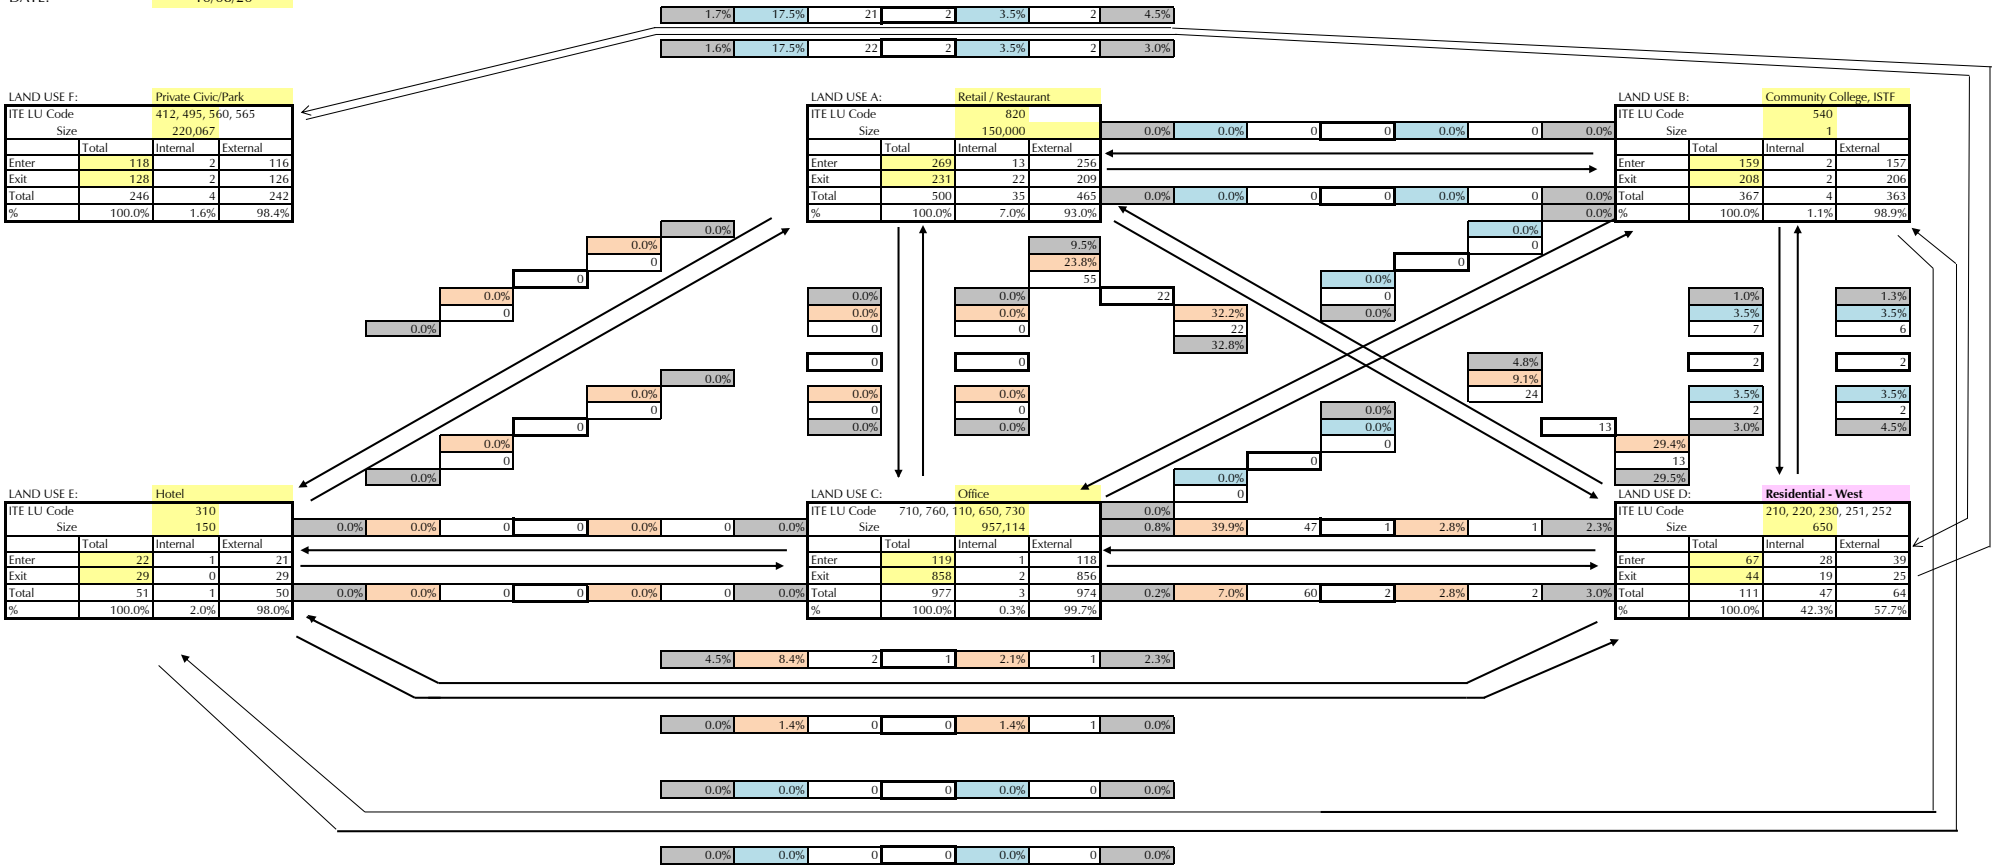 1.7% 17.5% 21 2 3.5% 2 4.5%
1.6% 17.5% 22 2 3.5% 2 3.0%
LAND USE F: Private Civic/Park
ITE LU Code 412, 495, 560, 565
Size 220,067
Total Internal External
Enter 118 2 116
Exit 128 2 126
Total 246 4 242
% 100.0% 1.6% 98.4%
LAND USE A: Retail / Restaurant
ITE LU Code 820
Size 150,000
Total Internal External
Enter 269 13 256
Exit 231 22 209
Total 500 35 465
% 100.0% 7.0% 93.0%
0.0% 0.0% 0 0 0.0% 0 0.0%
0.0% 0.0% 0 0 0.0% 0 0.0%
LAND USE B: Community College, ISTF
ITE LU Code 540
Size 1
Total Internal External
Enter 159 2 157
Exit 208 2 206
Total 367 4 363
% 100.0% 1.1% 98.9%
0.0%
0.0%
0
0
0.0%
0
0.0%
0.0%
0.0%
0
0
0.0%
0
0.0%
0.0% 0.0%
0.0% 0.0%
0 0
0 0
0.0% 0.0%
0 0
0.0% 0.0%
9.5%
23.8%
55
22
32.2%
22
32.8%
0.0%
0.0%
0
0
0.0%
0
0.0%
4.8%
9.1%
24
13
29.4%
13
29.5%
0.0%
0.0%
0
0
0.0%
0
0.0%
1.0% 1.3%
3.5% 3.5%
7 6
2 2
3.5% 3.5%
2 2
3.0% 4.5%
LAND USE E: Hotel
ITE LU Code 310
Size 150
Total Internal External
Enter 22 1 21
Exit 29 0 29
Total 51 1 50
% 100.0% 2.0% 98.0%
0.0% 0.0% 0 0 0.0% 0 0.0%
0.0% 0.0% 0 0 0.0% 0 0.0%
LAND USE C: Office
ITE LU Code 710, 760, 110, 650, 730
Size 957,114
Total Internal External
Enter 119 1 118
Exit 858 2 856
Total 977 3 974
% 100.0% 0.3% 99.7%
0.8% 39.9% 47 1 2.8% 1 2.3%
0.2% 7.0% 60 2 2.8% 2 3.0%
LAND USE D: Residential - West
ITE LU Code 210, 220, 230, 251, 252
Size 650
Total Internal External
Enter 67 28 39
Exit 44 19 25
Total 111 47 64
% 100.0% 42.3% 57.7%
4.5% 8.4% 2 1 2.1% 1 2.3%
0.0% 1.4% 0 0 1.4% 1 0.0%
0.0% 0.0% 0 0 0.0% 0 0.0%
0.0% 0.0% 0 0 0.0% 0 0.0%